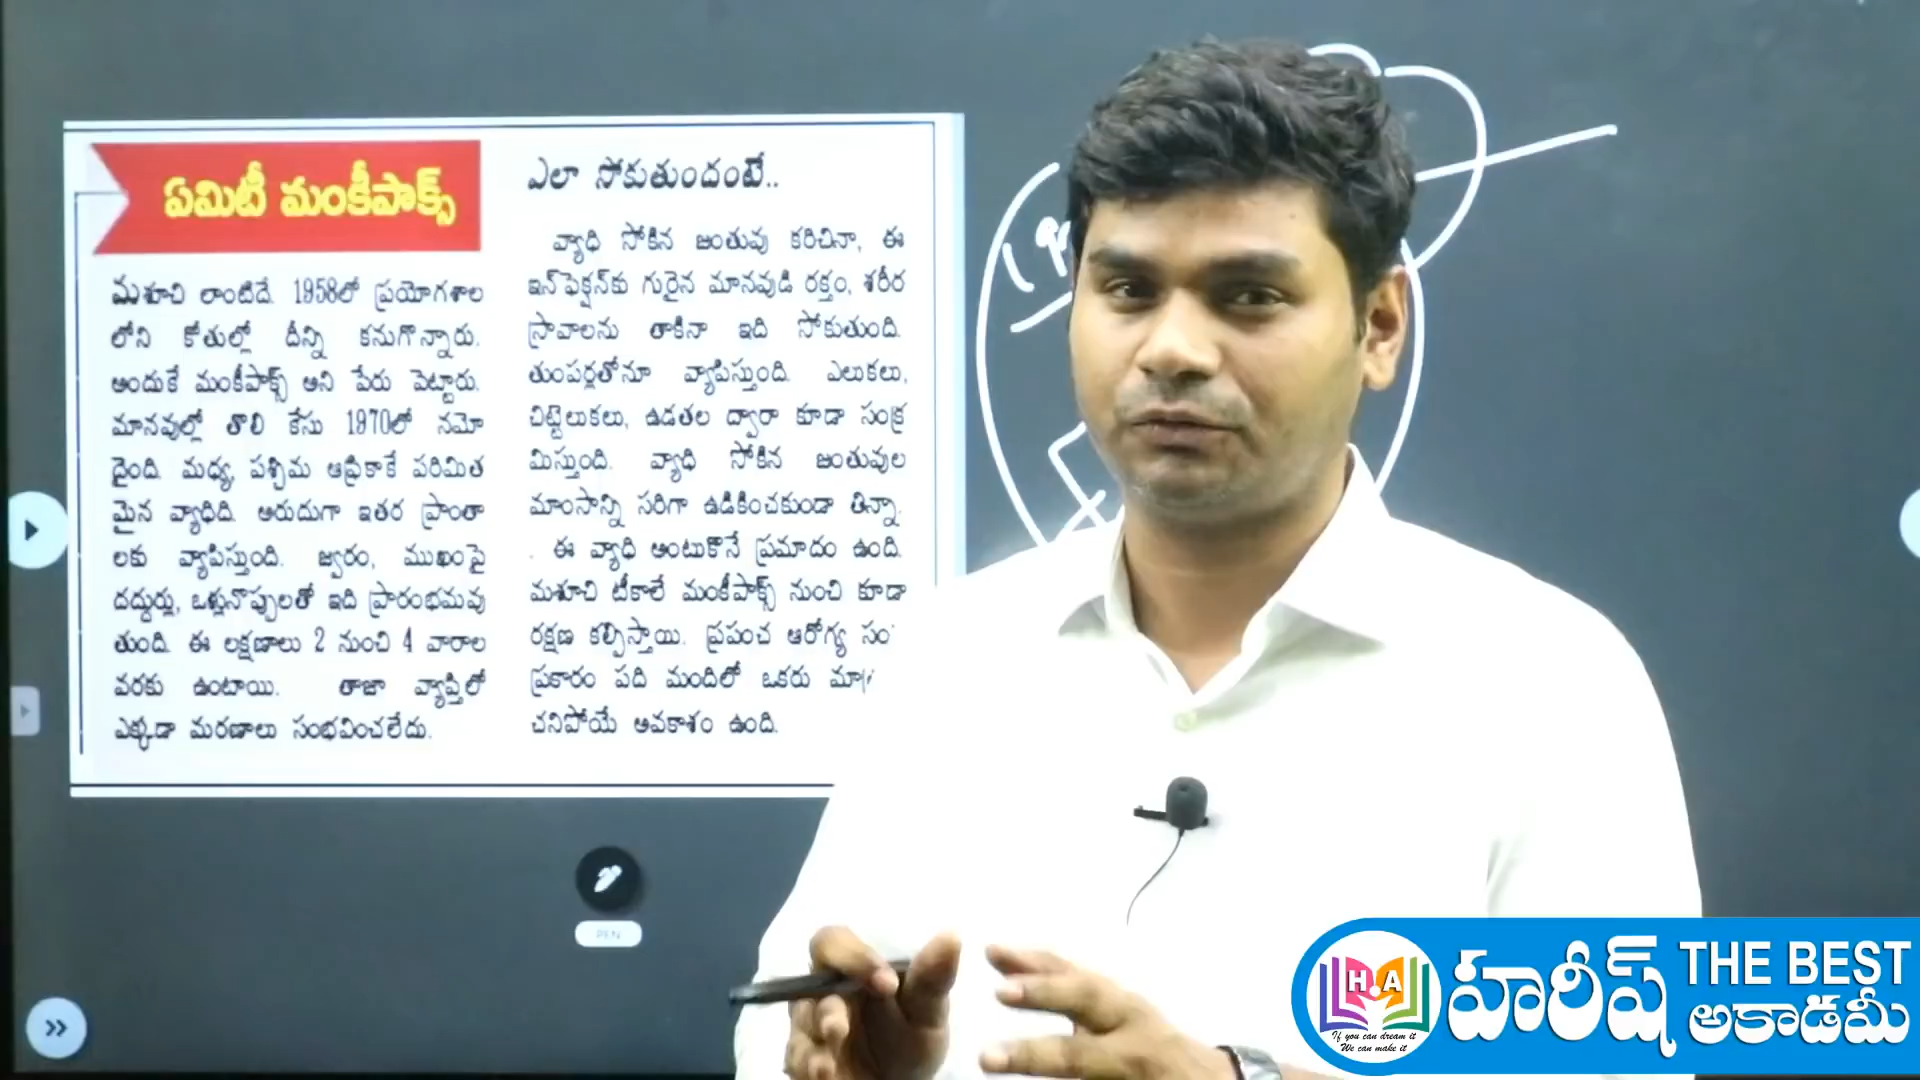 ఏమిటీ మంకీపాక్స్
మశూచి లాంటిదే. 1958లో ప్రయోగశాల
లోని కోతుల్లో దీన్ని కనుగొన్నారు.
అందుకే మంకీపాక్స్ అని పేరు పెట్టారు.
మానవుల్లో తొలి కేసు 1970లో నమో
దైంది. మధ్య, పశ్చిమ ఆఫ్రికాకే పరిమిత
మైన వ్యాధిది. అరుదుగా ఇతర ప్రాంతా
లకు వ్యాపిస్తుంది. జ్వరం, ముఖంపై
దద్దుర్లు, ఒళ్లునొప్పులతో ఇది ప్రారంభమవు
తుంది. ఈ లక్షణాలు 2 నుంచి 4 వారాల
వరకు ఉంటాయి. తాజా వ్యాప్తిలో
ఎక్కడా మరణాలు సంభవించలేదు.
ఎలా సోకుతుందంటే..
వ్యాధి సోకిన జంతువు కరిచినా, ఈ
ఇన్‌ఫెక్షన్‌కు గురైన మానవుడి రక్తం, శరీర
స్రావాలను తాకినా ఇది సోకుతుంది.
తుంపర్లతోనూ వ్యాపిస్తుంది. ఎలుకలు,
చిట్టెలుకలు, ఉడతల ద్వారా కూడా సంక్ర
మిస్తుంది. వ్యాధి సోకిన జంతువుల
మాంసాన్ని సరిగా ఉడికించకుండా తిన్నా
ఈ వ్యాధి అంటుకొనే ప్రమాదం ఉంది.
మశూచి టీకాలే మంకీపాక్స్ నుంచి కూడా
రక్షణ కల్పిస్తాయి. ప్రపంచ ఆరోగ్య
ప్రకారం పది మందిలో ఒకరు
చనిపోయే అవకాశం ఉంది.
PEN
H.A
If you can dream it
We can make it
హరీష్ THE BEST
అకాడమీ